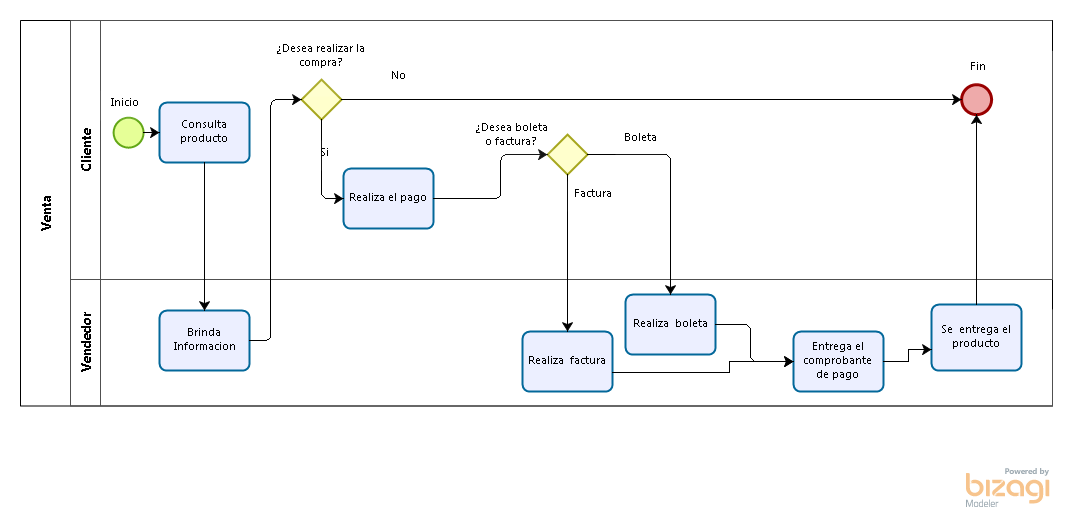 Venta
Cliente
Vendedor
Inicio
Consulta
producto
¿Desea realizar la
compra?
No
Si
Realiza el pago
¿Desea boleta
o factura?
Boleta
Factura
Fin
Brinda
Informacion
Realiza factura
Realiza boleta
Entrega el
comprobante
de pago
Se entrega el
producto
Powered by
bizagi
Modeler